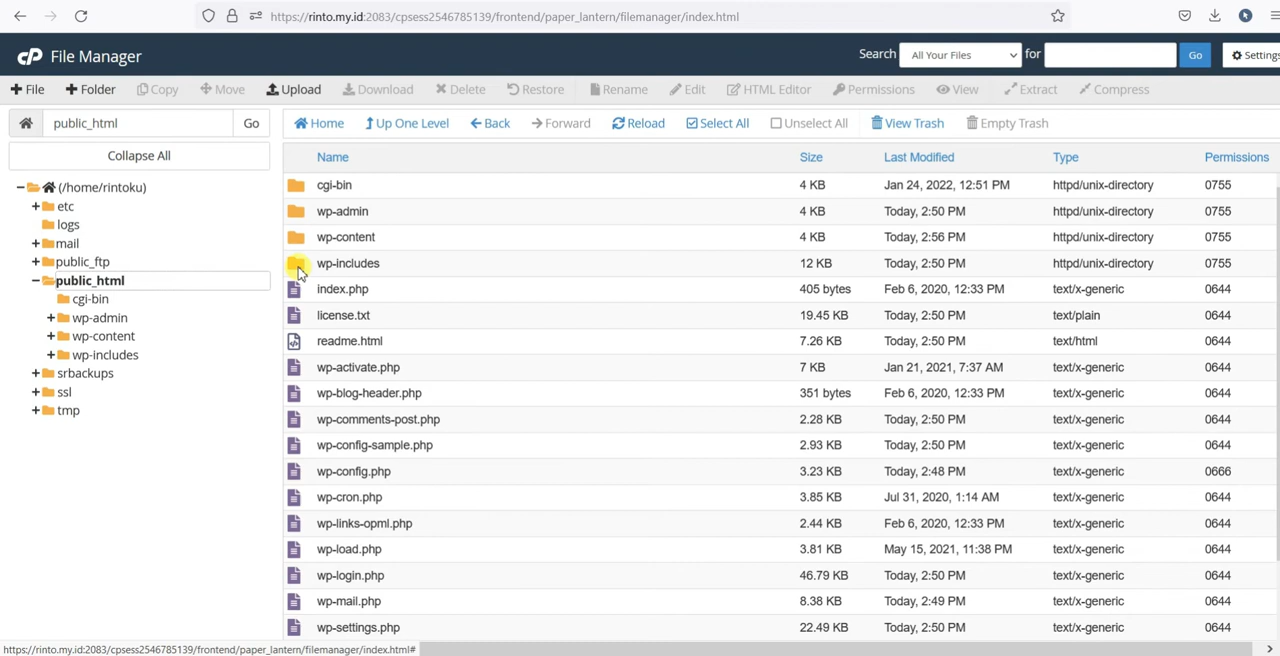 https://rinto.my.id:2083/cpsess2546785139/frontend/paper_lantern/filemanager/index.html
cP File Manager
Search All Your Files for Go Settings
File Folder Copy Move Upload Download Delete Restore Rename Edit HTML Editor Permissions View Extract Compress
public_html Go
Home Up One Level Back Forward Reload Select All Unselect All View Trash Empty Trash
Collapse All
(/home/rintoku)
etc
logs
mail
public_ftp
public_html
cgi-bin
wp-admin
wp-content
wp-includes
srbackups
ssl
tmp
Name Size Last Modified Type Permissions
cgi-bin 4 KB Jan 24, 2022, 12:51 PM httpd/unix-directory 0755
wp-admin 4 KB Today, 2:50 PM httpd/unix-directory 0755
wp-content 4 KB Today, 2:56 PM httpd/unix-directory 0755
wp-includes 12 KB Today, 2:50 PM httpd/unix-directory 0755
index.php 405 bytes Feb 6, 2020, 12:33 PM text/x-generic 0644
license.txt 19.45 KB Today, 2:50 PM text/plain 0644
readme.html 7.26 KB Today, 2:50 PM text/html 0644
wp-activate.php 7 KB Jan 21, 2021, 7:37 AM text/x-generic 0644
wp-blog-header.php 351 bytes Feb 6, 2020, 12:33 PM text/x-generic 0644
wp-comments-post.php 2.28 KB Today, 2:50 PM text/x-generic 0644
wp-config-sample.php 2.93 KB Today, 2:50 PM text/x-generic 0644
wp-config.php 3.23 KB Today, 2:48 PM text/x-generic 0666
wp-cron.php 3.85 KB Jul 31, 2020, 1:14 AM text/x-generic 0644
wp-links-opml.php 2.44 KB Feb 6, 2020, 12:33 PM text/x-generic 0644
wp-load.php 3.81 KB May 15, 2021, 11:38 PM text/x-generic 0644
wp-login.php 46.79 KB Today, 2:50 PM text/x-generic 0644
wp-mail.php 8.38 KB Today, 2:49 PM text/x-generic 0644
wp-settings.php 22.49 KB Today, 2:50 PM text/x-generic 0644
https://rinto.my.id:2083/cpsess2546785139/frontend/paper_lantern/filemanager/index.html#